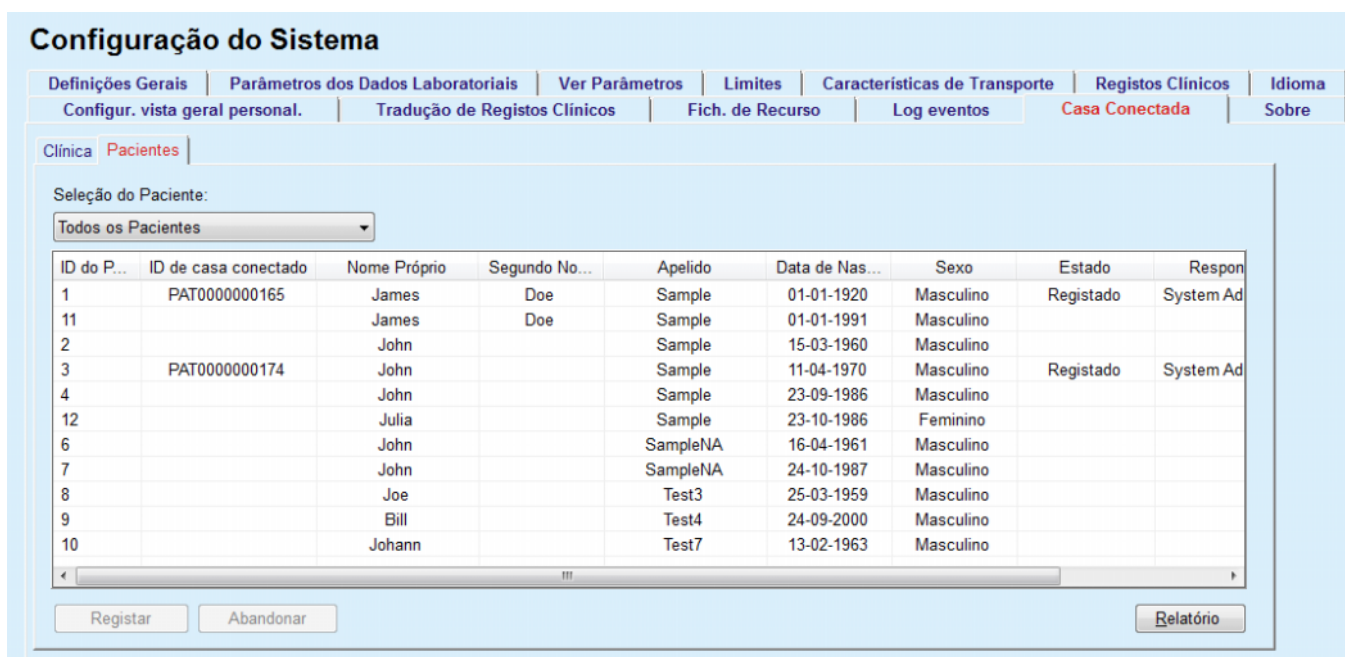 Configuração do Sistema
Definições Gerais Parâmetros dos Dados Laboratoriais Ver Parâmetros Limites Características de Transporte Registos Clínicos Idioma
Configur. vista geral personal. Tradução de Registos Clínicos Fich. de Recurso Log eventos Casa Conectada Sobre
Clínica Pacientes
Seleção do Paciente:
Todos os Pacientes
ID do P... ID de casa conectado Nome Próprio Segundo No... Apelido Data de Nas... Sexo Estado Respon
1 PAT0000000165 James Doe Sample 01-01-1920 Masculino Registado System Ad
11 James Doe Sample 01-01-1991 Masculino
2 John Sample 15-03-1960 Masculino
3 PAT0000000174 John Sample 11-04-1970 Masculino Registado System Ad
4 John Sample 23-09-1986 Masculino
12 Julia Sample 23-10-1986 Feminino
6 John SampleNA 16-04-1961 Masculino
7 John SampleNA 24-10-1987 Masculino
8 Joe Test3 25-03-1959 Masculino
9 Bill Test4 24-09-2000 Masculino
10 Johann Test7 13-02-1963 Masculino
Registar Abandonar Relatório